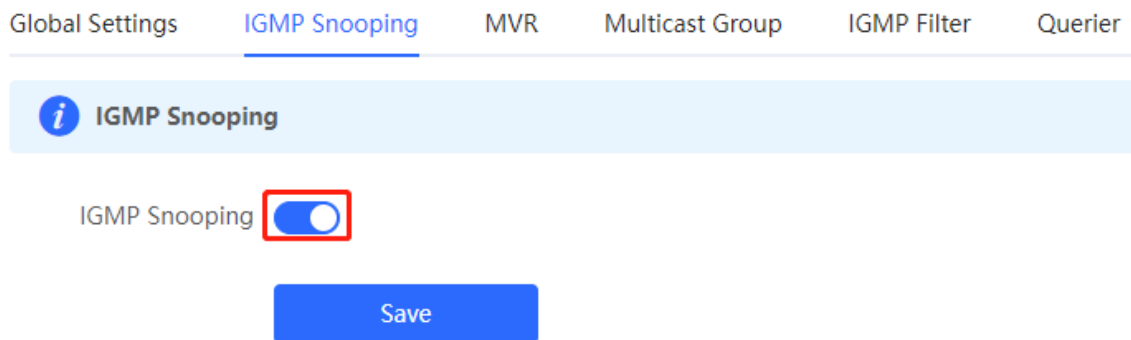 Global Settings IGMP Snooping MVR Multicast Group IGMP Filter Querier
i IGMP Snooping
IGMP Snooping
Save